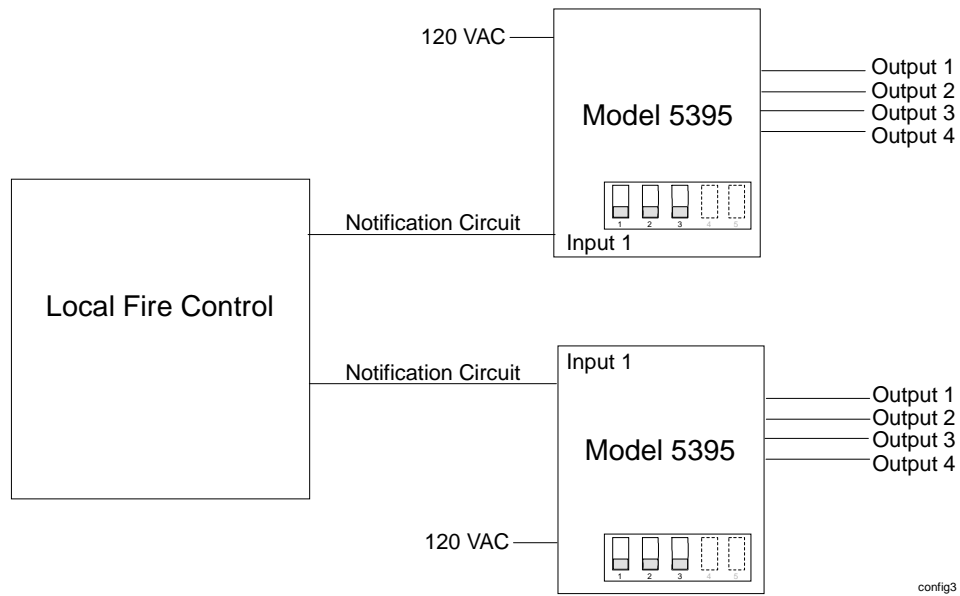 120 VAC
Model 5395
Output 1
Output 2
Output 3
Output 4
1 2 3 4 5
Input 1
Notification Circuit
Local Fire Control
Notification Circuit
Input 1
Model 5395
Output 1
Output 2
Output 3
Output 4
120 VAC
1 2 3 4 5
config3